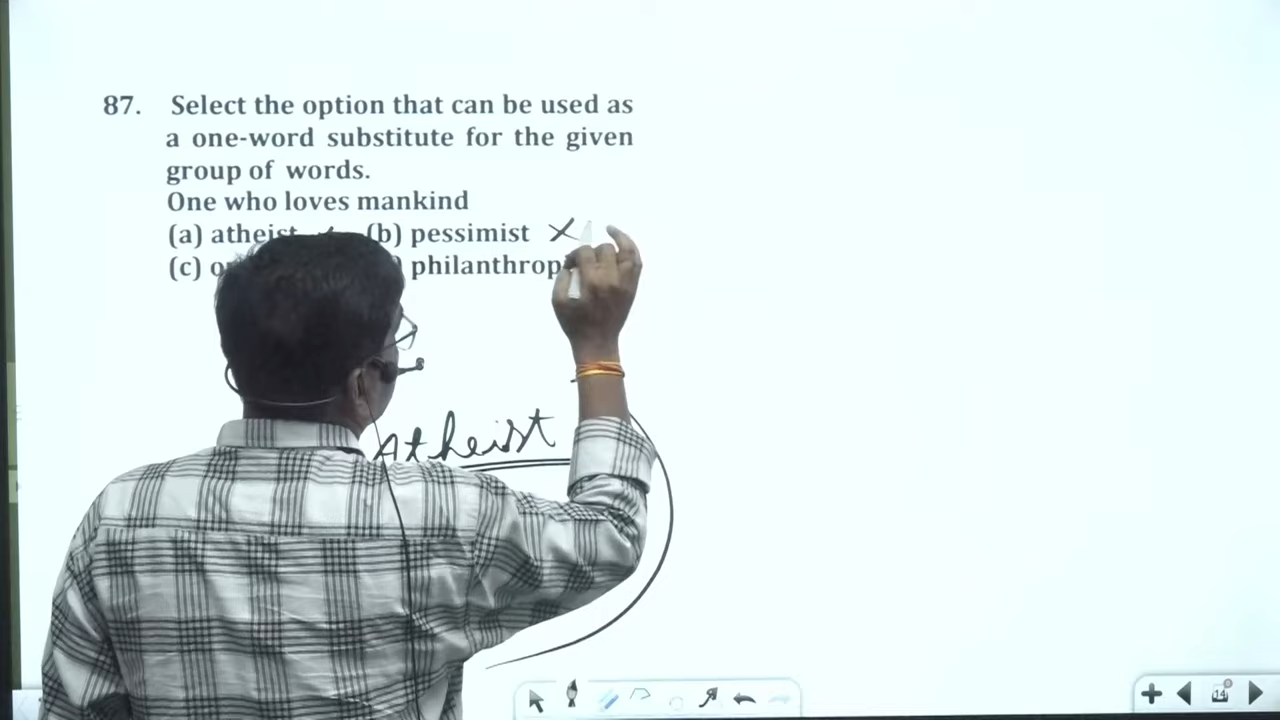 87. Select the option that can be used as
a one-word substitute for the given
group of words.
One who loves mankind
(a) atheist (b) pessimist ✗
(c)
Atheist
14